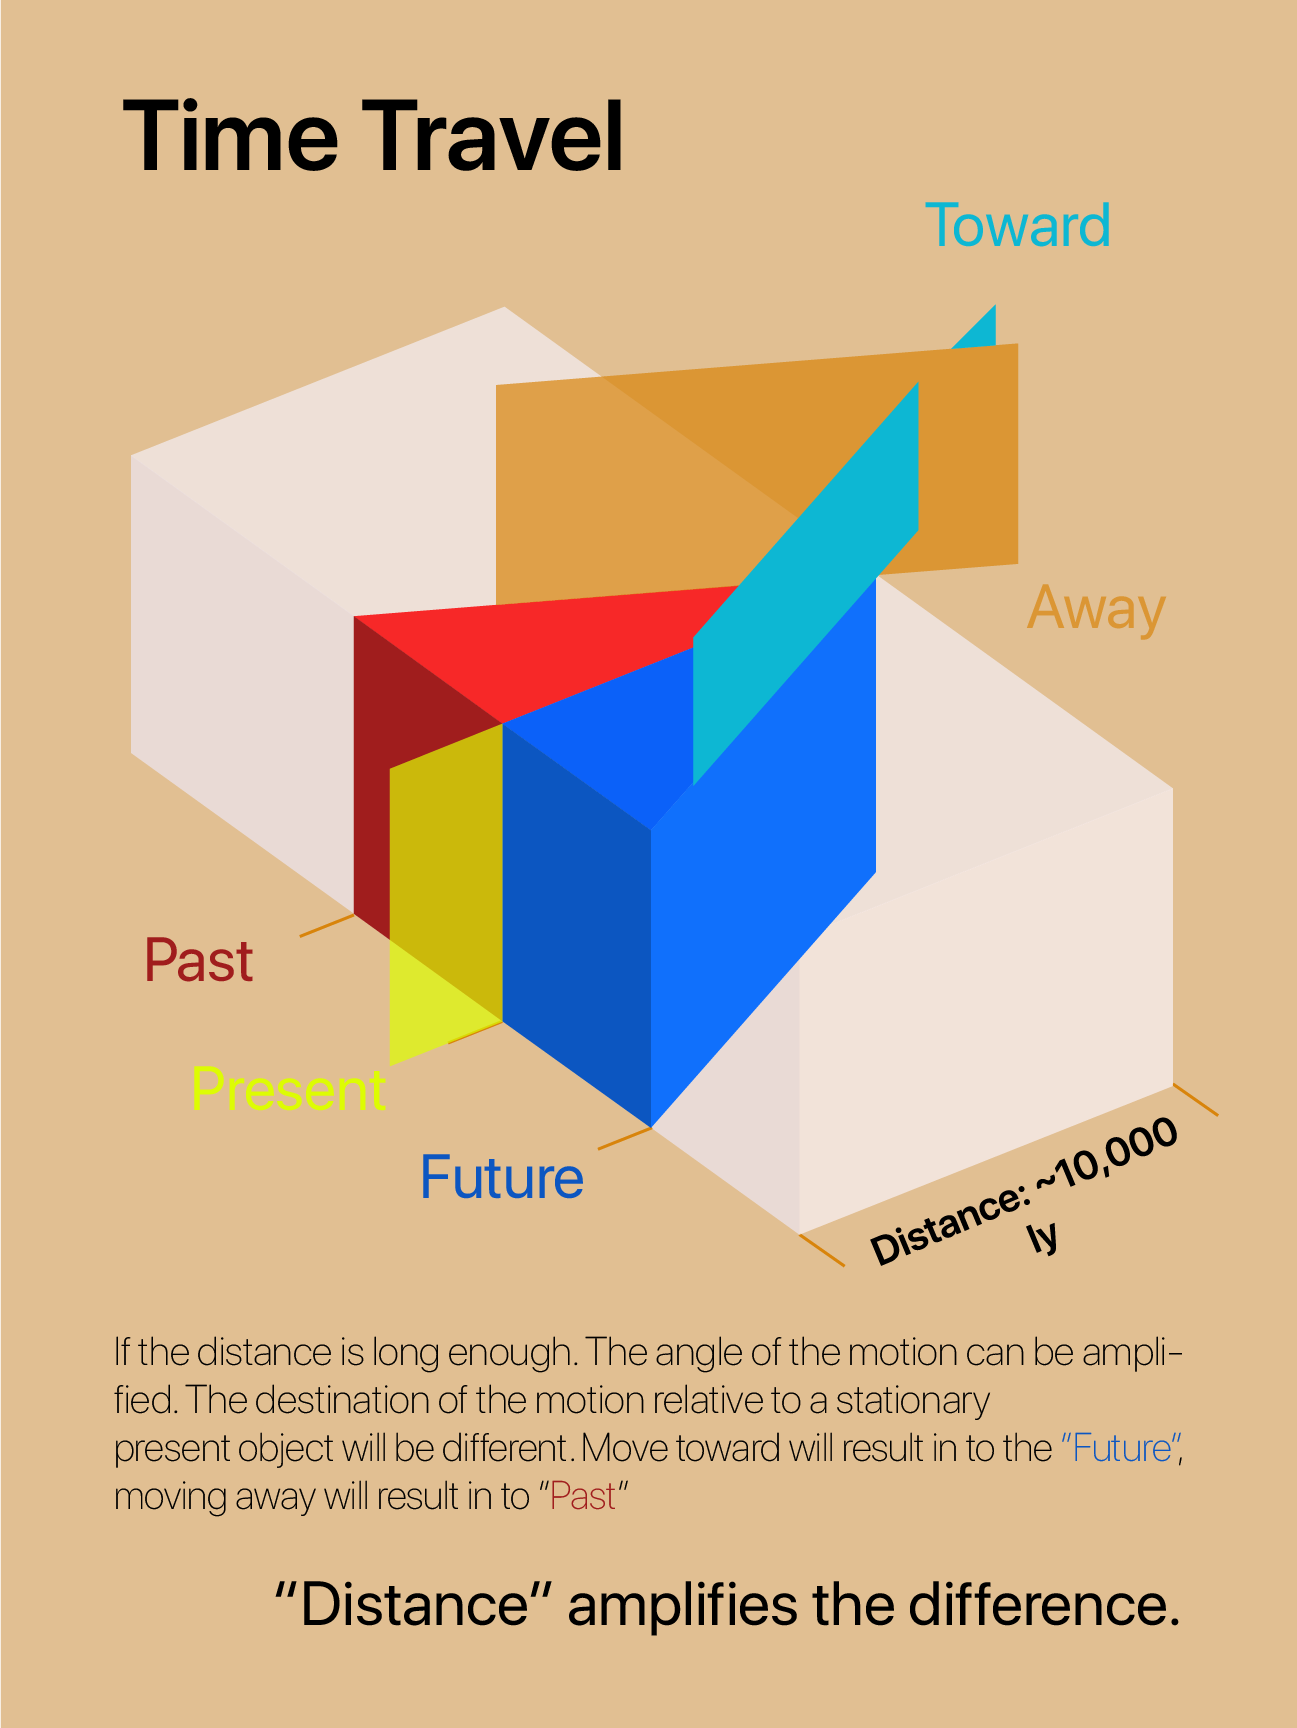 Time Travel
Toward
Away
Past
Present
Future
Distance: ~10,000
ly
If the distance is long enough. The angle of the motion can be ampli-
fied. The destination of the motion relative to a stationary
present object will be different. Move toward will result in to the “Future”,
moving away will result in to “Past“
“Distance” amplifies the difference.